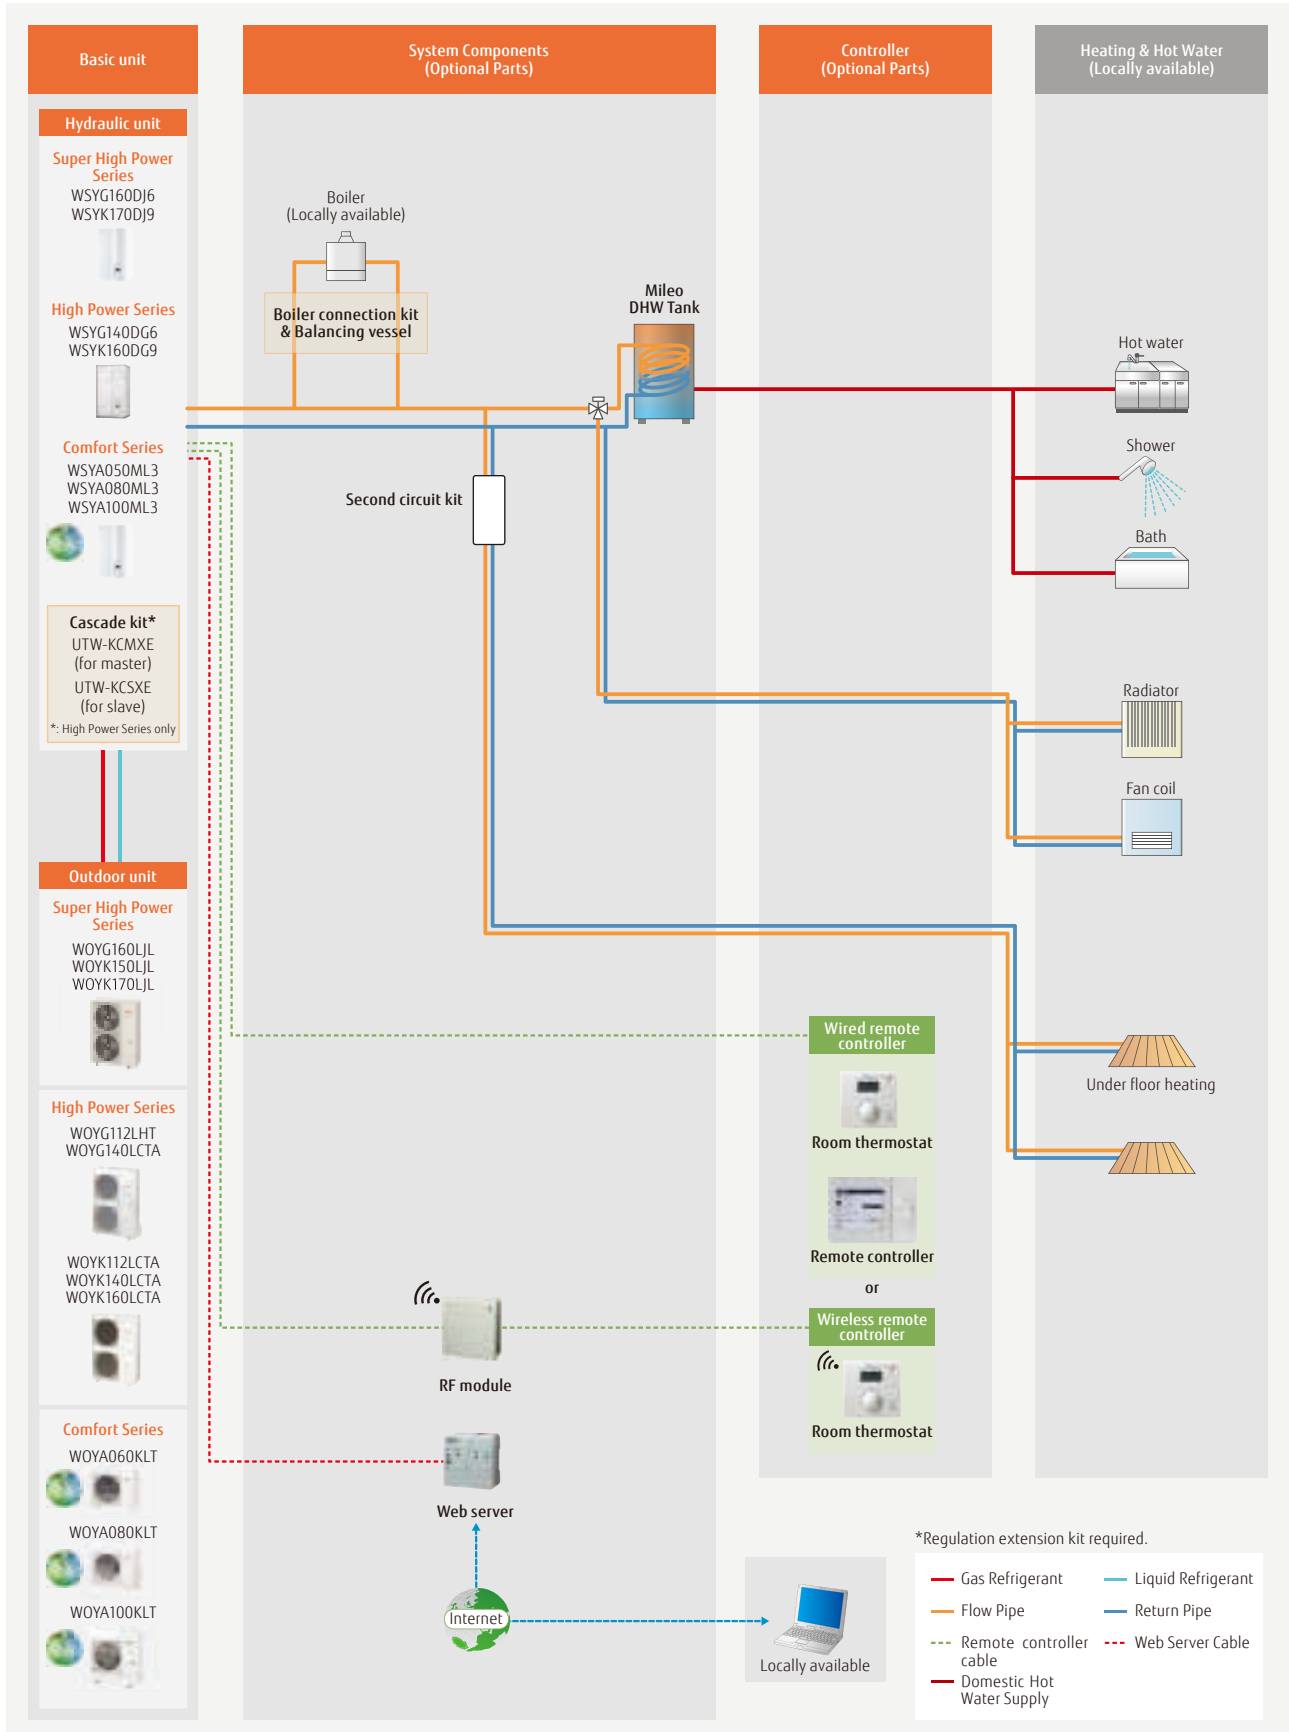 Basic unit
System Components
(Optional Parts)
Controller
(Optional Parts)
Heating & Hot Water
(Locally available)
Hydraulic unit
Super High Power
Series
WSYG160DJ6
WSYK170DJ9
High Power Series
WSYG140DG6
WSYK160DG9
Comfort Series
WSYA050ML3
WSYA080ML3
WSYA100ML3
Cascade kit*
UTW-KCMXE
(for master)
UTW-KCSXE
(for slave)
*: High Power Series only
Outdoor unit
Super High Power
Series
WOYG160LJL
WOYK150LJL
WOYK170LJL
High Power Series
WOYG112LHT
WOYG140LCTA
WOYK112LCTA
WOYK140LCTA
WOYK160LCTA
Comfort Series
WOYA060KLT
WOYA080KLT
WOYA100KLT
Boiler
(Locally available)
Boiler connection kit
& Balancing vessel
Mileo
DHW Tank
Second circuit kit
RF module
Web server
Internet
Wired remote
controller
Room thermostat
Remote controller
or
Wireless remote
controller
Room thermostat
Locally available
Hot water
Shower
Bath
Radiator
Fan coil
Under floor heating
*Regulation extension kit required.
Gas Refrigerant
Liquid Refrigerant
Flow Pipe
Return Pipe
Remote controller
cable
Web Server Cable
Domestic Hot
Water Supply